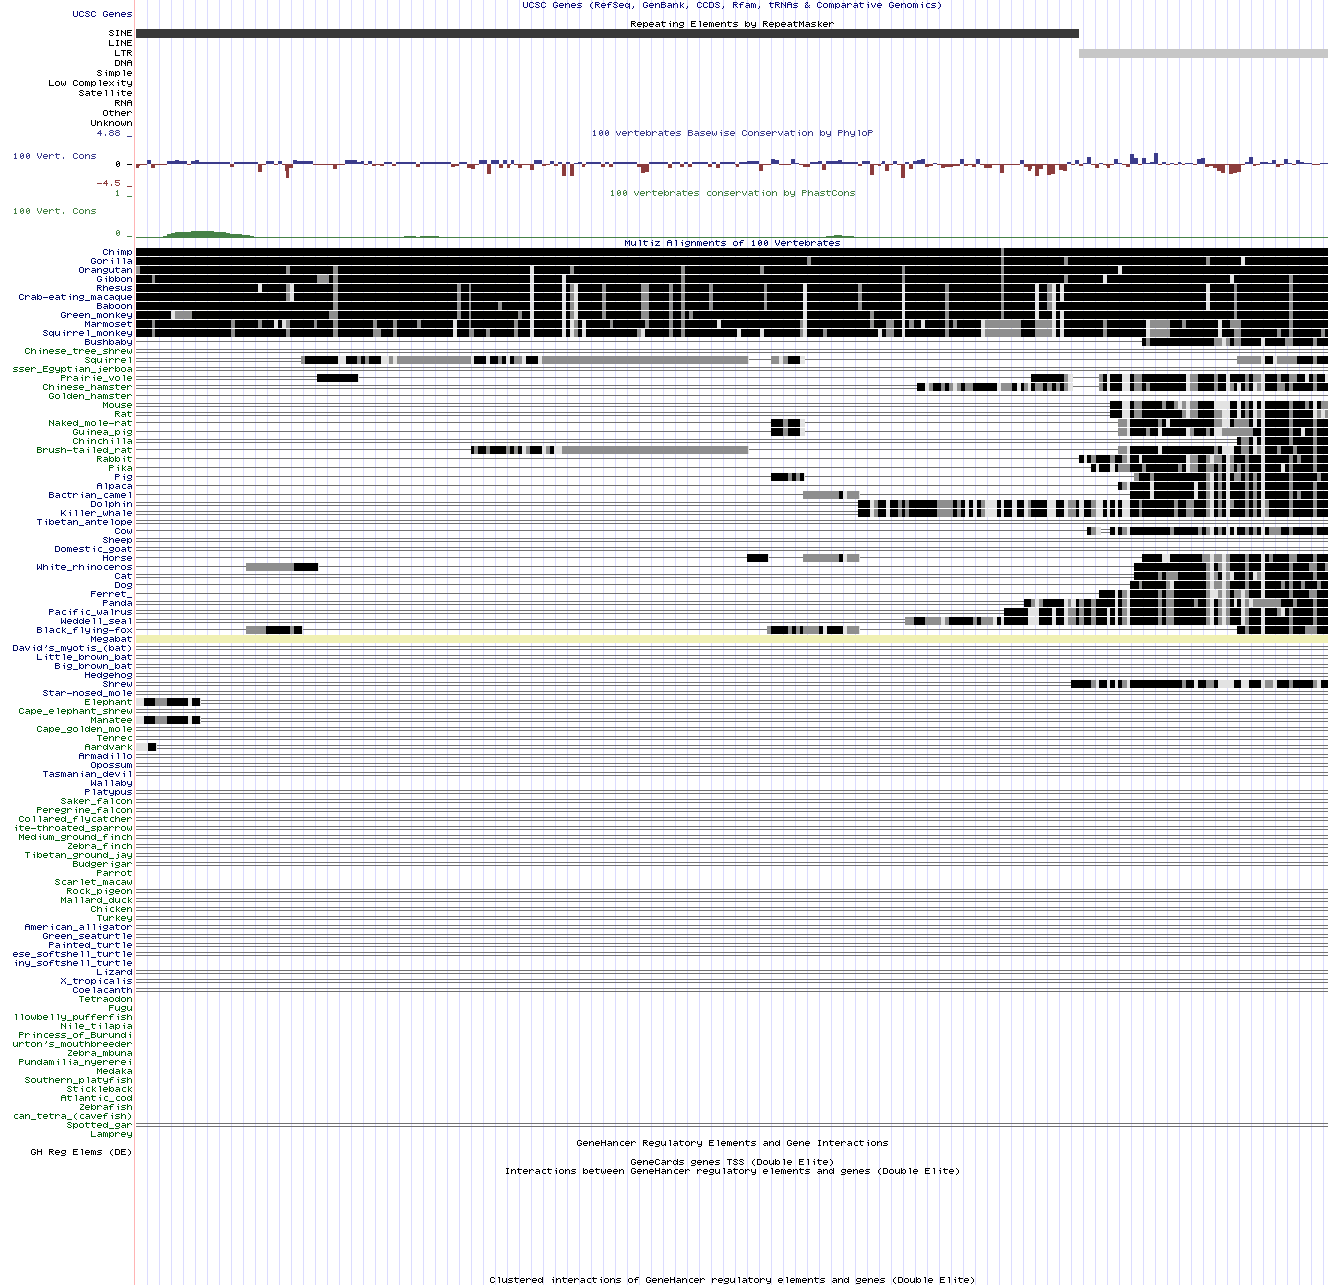 UCSC Genes (RefSeq, GenBank, CCDS, Rfam, tRNAs & Comparative Genomics)
UCSC Genes
Repeating Elements by RepeatMasker
SINE
LINE
LTR
DNA
Simple
Low Complexity
Satellite
RNA
Other
Unknown
4.88 _
100 vertebrates Basewise Conservation by PhyloP
100 Vert. Cons
0 _
-4.5 _
1 _
100 vertebrates conservation by PhastCons
100 Vert. Cons
0 _
Multiz Alignments of 100 Vertebrates
Chimp
Gorilla
Orangutan
Gibbon
Rhesus
Crab-eating_macaque
Baboon
Green_monkey
Marmoset
Squirrel_monkey
Bushbaby
Chinese_tree_shrew
Squirrel
sser_Egyptian_jerboa
Prairie_vole
Chinese_hamster
Golden_hamster
Mouse
Rat
Naked_mole-rat
Guinea_pig
Chinchilla
Brush-tailed_rat
Rabbit
Pika
Pig
Alpaca
Bactrian_camel
Dolphin
Killer_whale
Tibetan_antelope
Cow
Sheep
Domestic_goat
Horse
White_rhinoceros
Cat
Dog
Ferret_
Panda
Pacific_walrus
Weddell_seal
Black_flying-fox
Megabat
David's_myotis_(bat)
Little_brown_bat
Big_brown_bat
Hedgehog
Shrew
Star-nosed_mole
Elephant
Cape_elephant_shrew
Manatee
Cape_golden_mole
Tenrec
Aardvark
Armadillo
Opossum
Tasmanian_devil
Wallaby
Platypus
Saker_falcon
Peregrine_falcon
Collared_flycatcher
ite-throated_sparrow
Medium_ground_finch
Zebra_finch
Tibetan_ground_jay
Budgerigar
Parrot
Scarlet_macaw
Rock_pigeon
Mallard_duck
Chicken
Turkey
American_alligator
Green_seaturtle
Painted_turtle
ese_softshell_turtle
iny_softshell_turtle
Lizard
X_tropicalis
Coelacanth
Tetraodon
Fugu
llowbelly_pufferfish
Nile_tilapia
Princess_of_Burundi
urton's_mouthbreeder
Zebra_mbuna
Pundamilia_nyererei
Medaka
Southern_platyfish
Stickleback
Atlantic_cod
Zebrafish
can_tetra_(cavefish)
Spotted_gar
Lamprey
GeneHancer Regulatory Elements and Gene Interactions
GH Reg Elems (DE)
GeneCards genes TSS (Double Elite)
Interactions between GeneHancer regulatory elements and genes (Double Elite)
Clustered interactions of GeneHancer regulatory elements and genes (Double Elite)